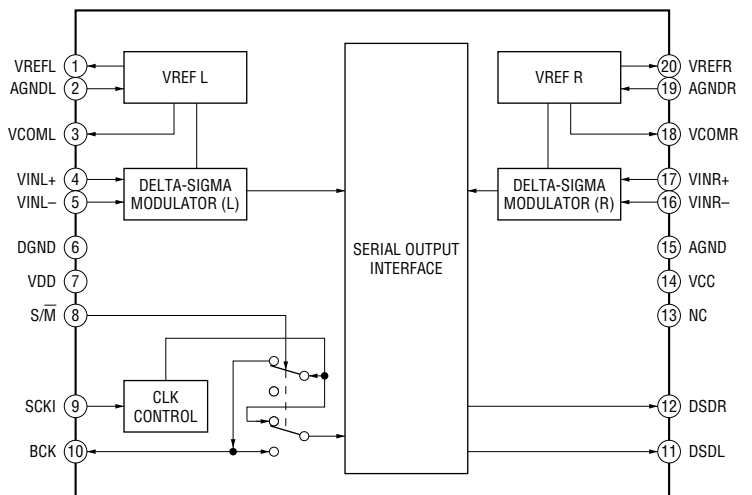 VREFL 1
VREF L
VREF R
20 VREFR
AGNDL 2
19 AGNDR
VCOML 3
18 VCOMR
VINL+ 4
DELTA-SIGMA
MODULATOR (L)
DELTA-SIGMA
MODULATOR (R)
17 VINR+
VINL– 5
16 VINR–
DGND 6
SERIAL OUTPUT
INTERFACE
15 AGND
VDD 7
14 VCC
S/M̅ 8
13 NC
SCKI 9
CLK
CONTROL
12 DSDR
BCK 10
11 DSDL